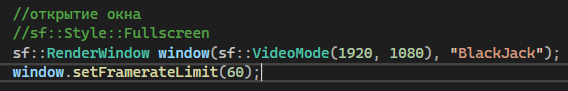 //открытие окна
//sf::Style::Fullscreen
sf::RenderWindow window(sf::VideoMode(1920, 1080), "BlackJack");
window.setFramerateLimit(60);